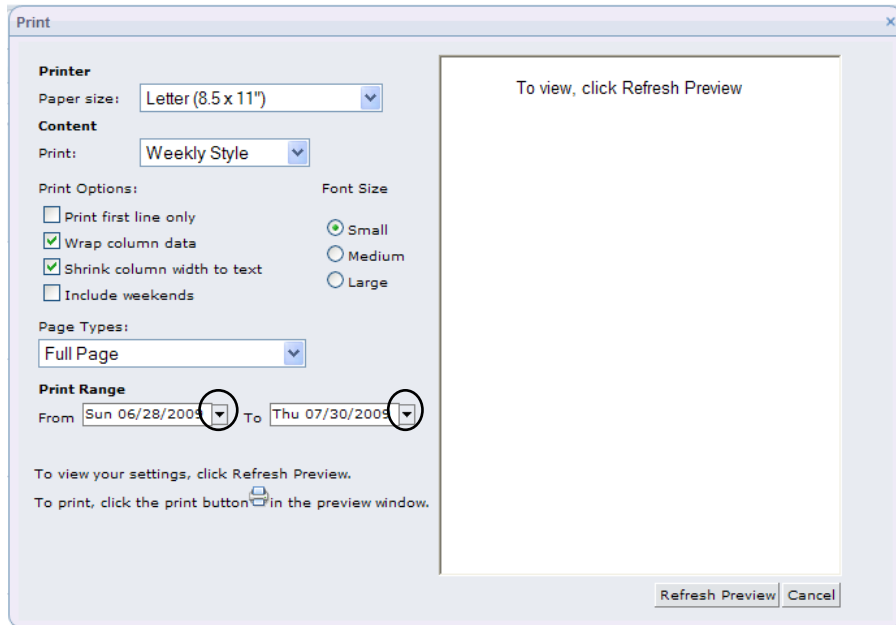 Print
x
Printer
Paper size: Letter (8.5 x 11")
Content
Print: Weekly Style
Print Options:
Print first line only
Wrap column data
Shrink column width to text
Include weekends
Font Size
Small
Medium
Large
Page Types:
Full Page
Print Range
From Sun 06/28/2009 To Thu 07/30/2009
To view your settings, click Refresh Preview.
To print, click the print button in the preview window.
To view, click Refresh Preview
Refresh Preview Cancel